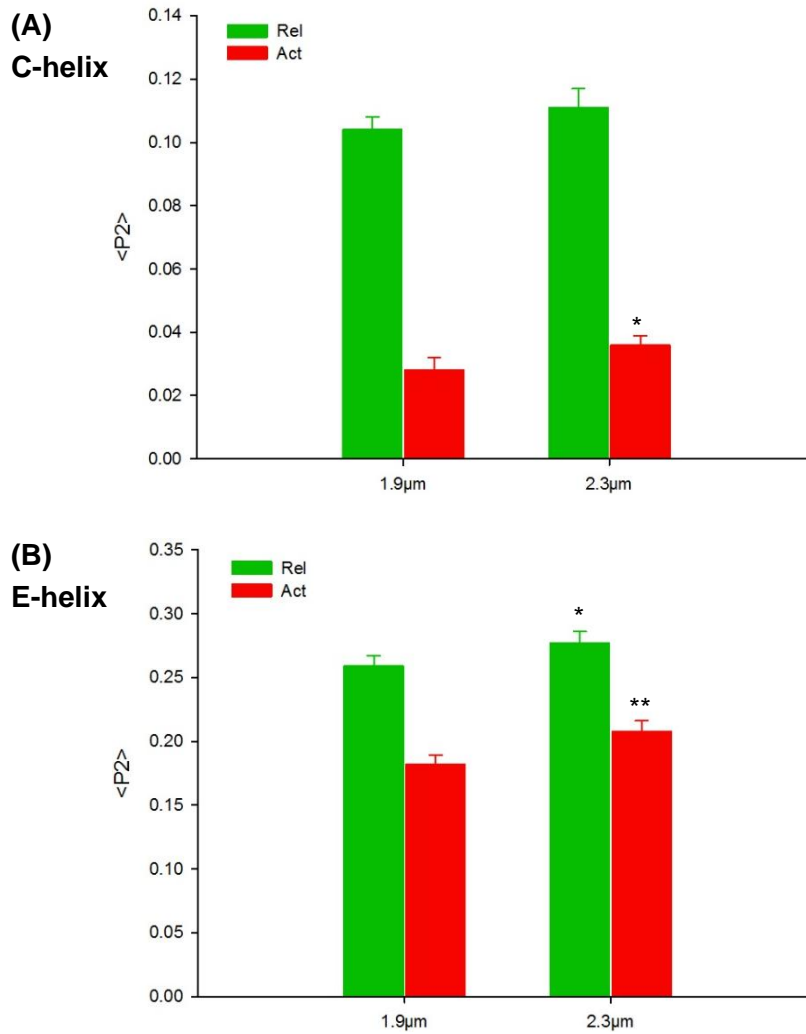 (A)
C-helix
Rel
Act
0.14
0.12
0.10
0.08
0.06
0.04
0.02
0.00
<P2>
*
1.9µm
2.3µm
(B)
E-helix
Rel
Act
0.35
0.30
0.25
0.20
0.15
0.10
0.05
0.00
<P2>
*
**
1.9µm
2.3µm